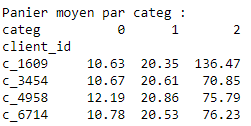 Panier moyen par categ :
categ 0 1 2
client_id
c_1609 10.63 20.35 136.47
c_3454 10.67 20.61 70.85
c_4958 12.19 20.86 75.79
c_6714 10.78 20.53 76.23